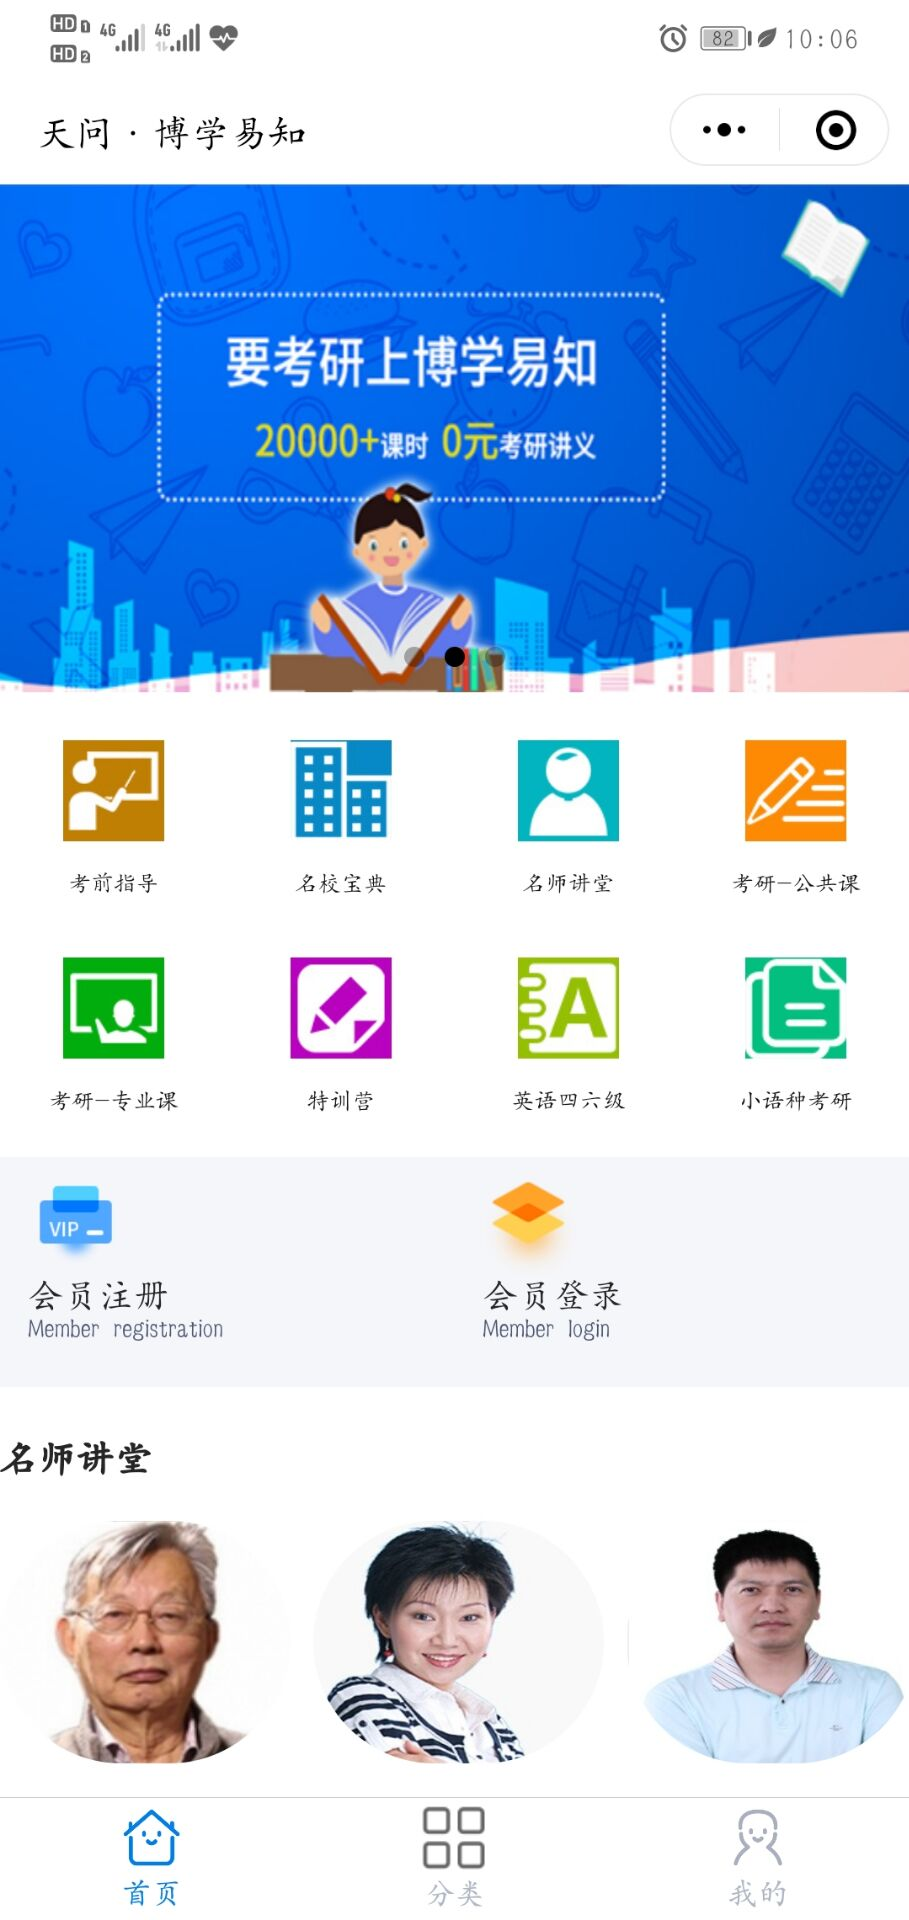 HD 1 4G 4G
HD 2
82 10:06
天问 · 博学易知
要考研上博学易知
20000+课时 0元考研讲义
考前指导 名校宝典 名师讲堂 考研-公共课
A
考研-专业课 特训营 英语四六级 小语种考研
VIP
会员注册 会员登录
Member registration Member login
名师讲堂
首页 分类 我的